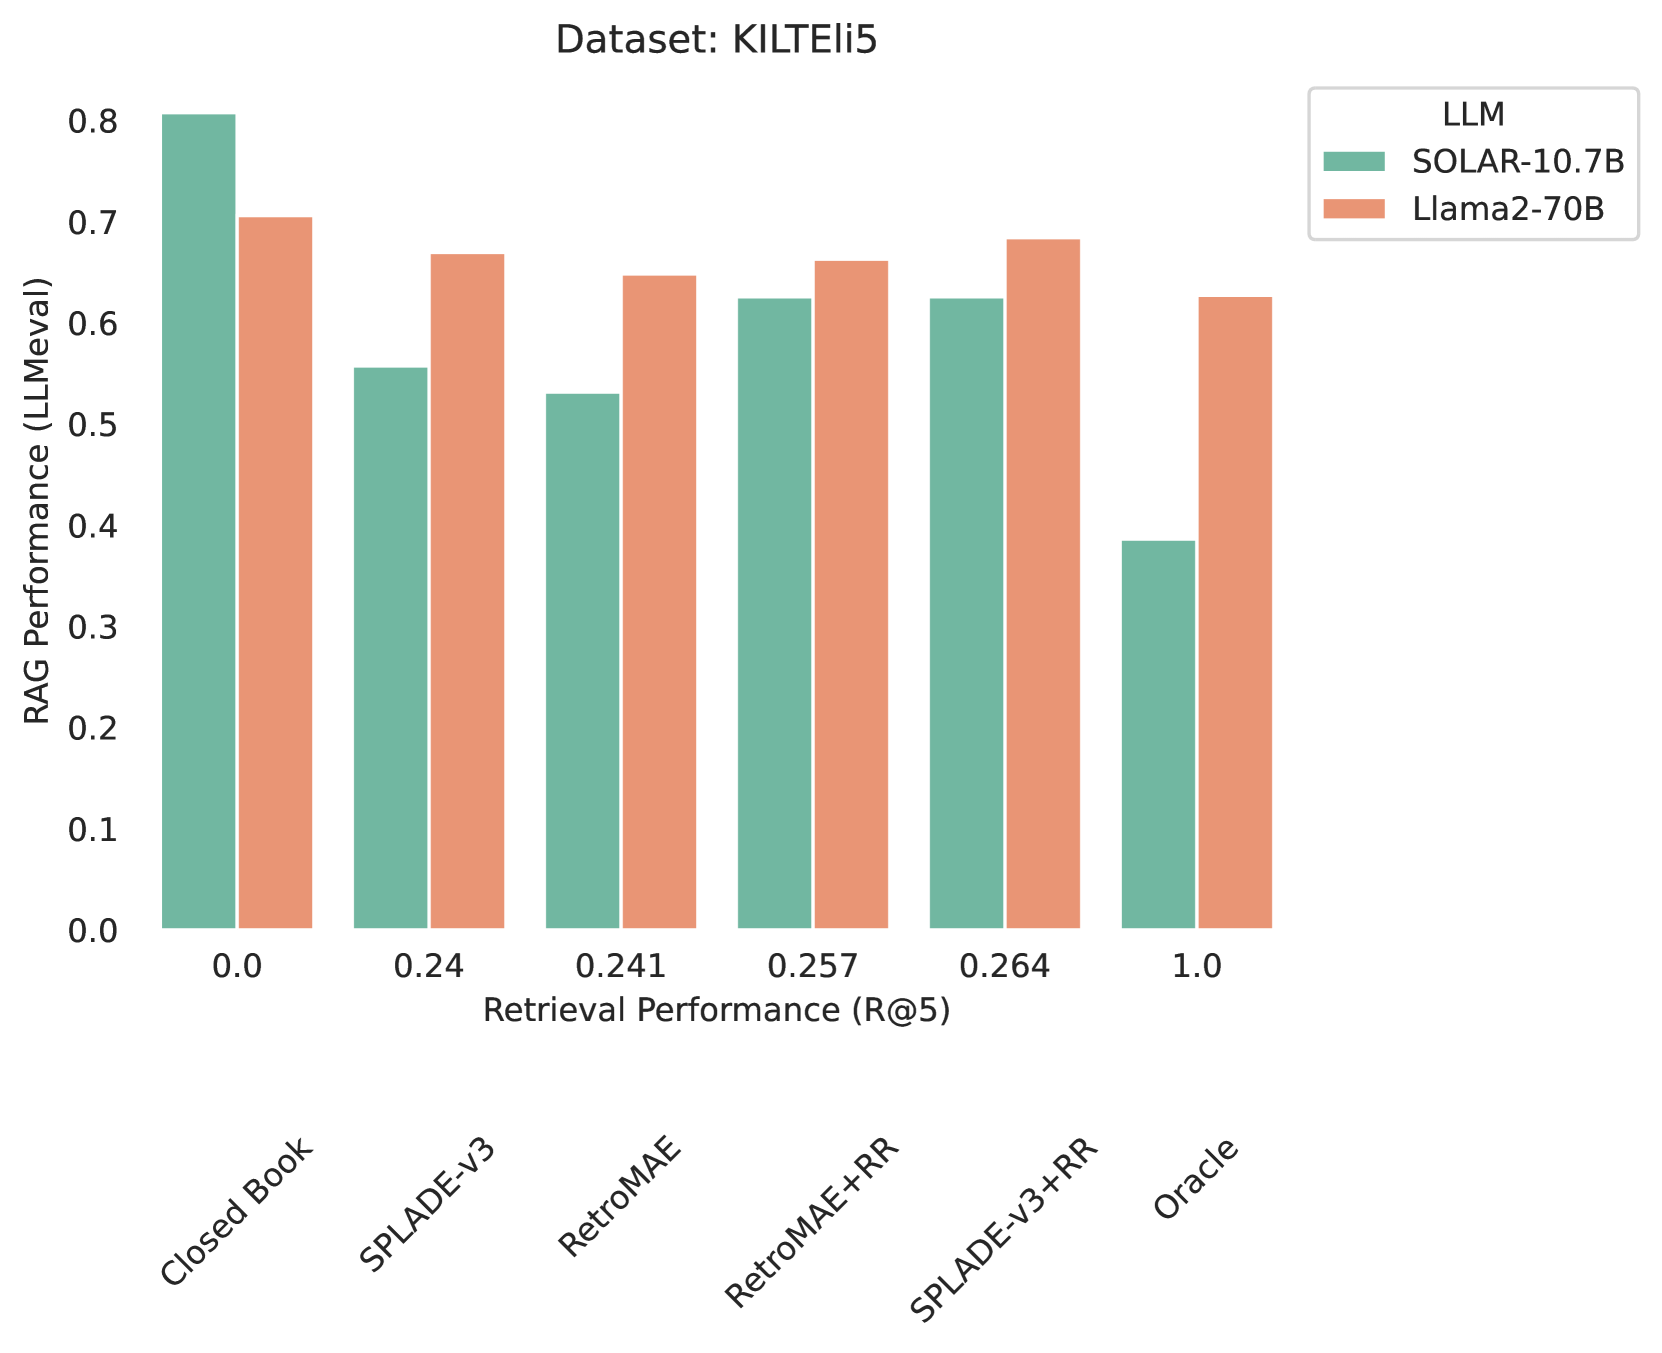 Dataset: KILTEli5
LLM
SOLAR-10.7B
Llama2-70B
RAG Performance (LLMeval)
0.8
0.7
0.6
0.5
0.4
0.3
0.2
0.1
0.0
0.0 0.24 0.241 0.257 0.264 1.0
Retrieval Performance (R@5)
Closed Book
SPLADE-v3
RetroMAE
RetroMAE+RR
SPLADE-v3+RR
Oracle